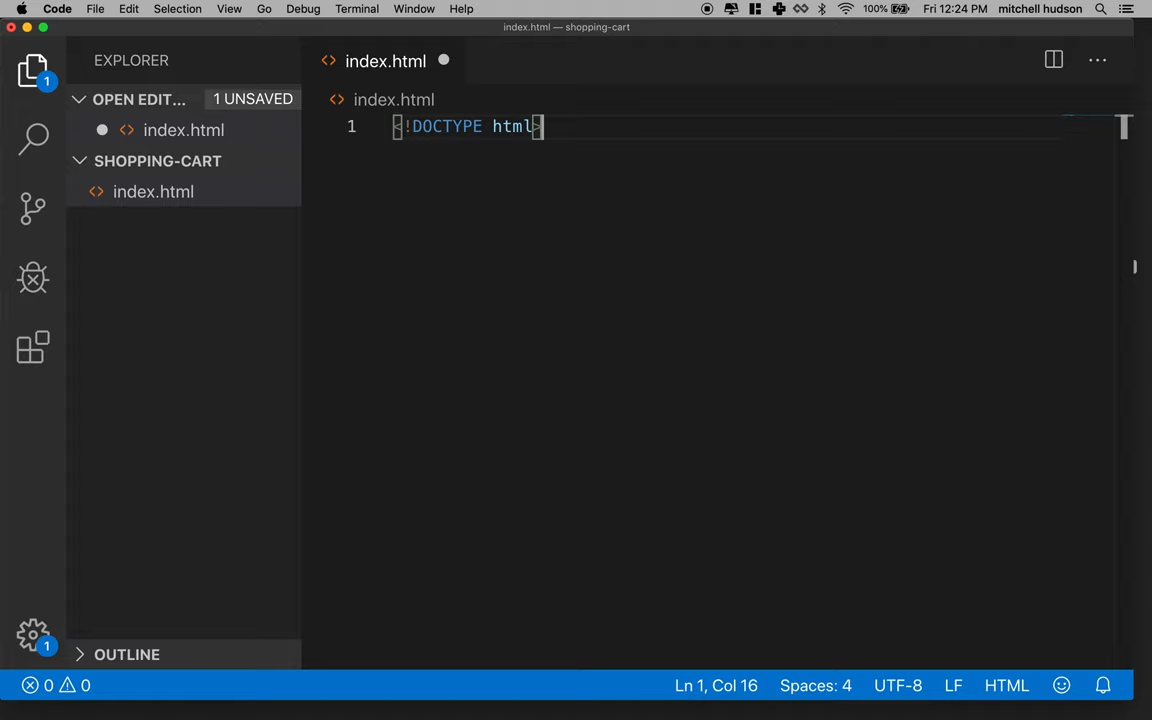 Code File Edit Selection View Go Debug Terminal Window Help 100% Fri 12:24 PM mitchell hudson
index.html — shopping-cart
EXPLORER
index.html
OPEN EDIT... 1 UNSAVED
index.html
SHOPPING-CART
index.html
index.html
1 <!DOCTYPE html>
1
1
OUTLINE
0 0 Ln 1, Col 16 Spaces: 4 UTF-8 LF HTML